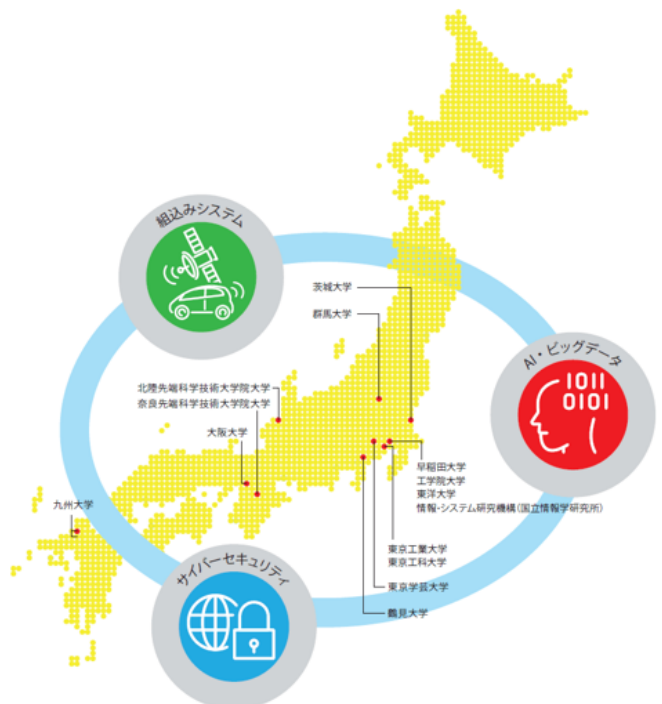 組込みシステム
茨城大学
群馬大学
AI・ビッグデータ
1011
0101
北陸先端科学技術大学院大学
奈良先端科学技術大学院大学
大阪大学
早稲田大学
工学院大学
東洋大学
情報・システム研究機構(国立情報学研究所)
九州大学
東京工業大学
東京工科大学
東京学芸大学
鶴見大学
サイバーセキュリティ